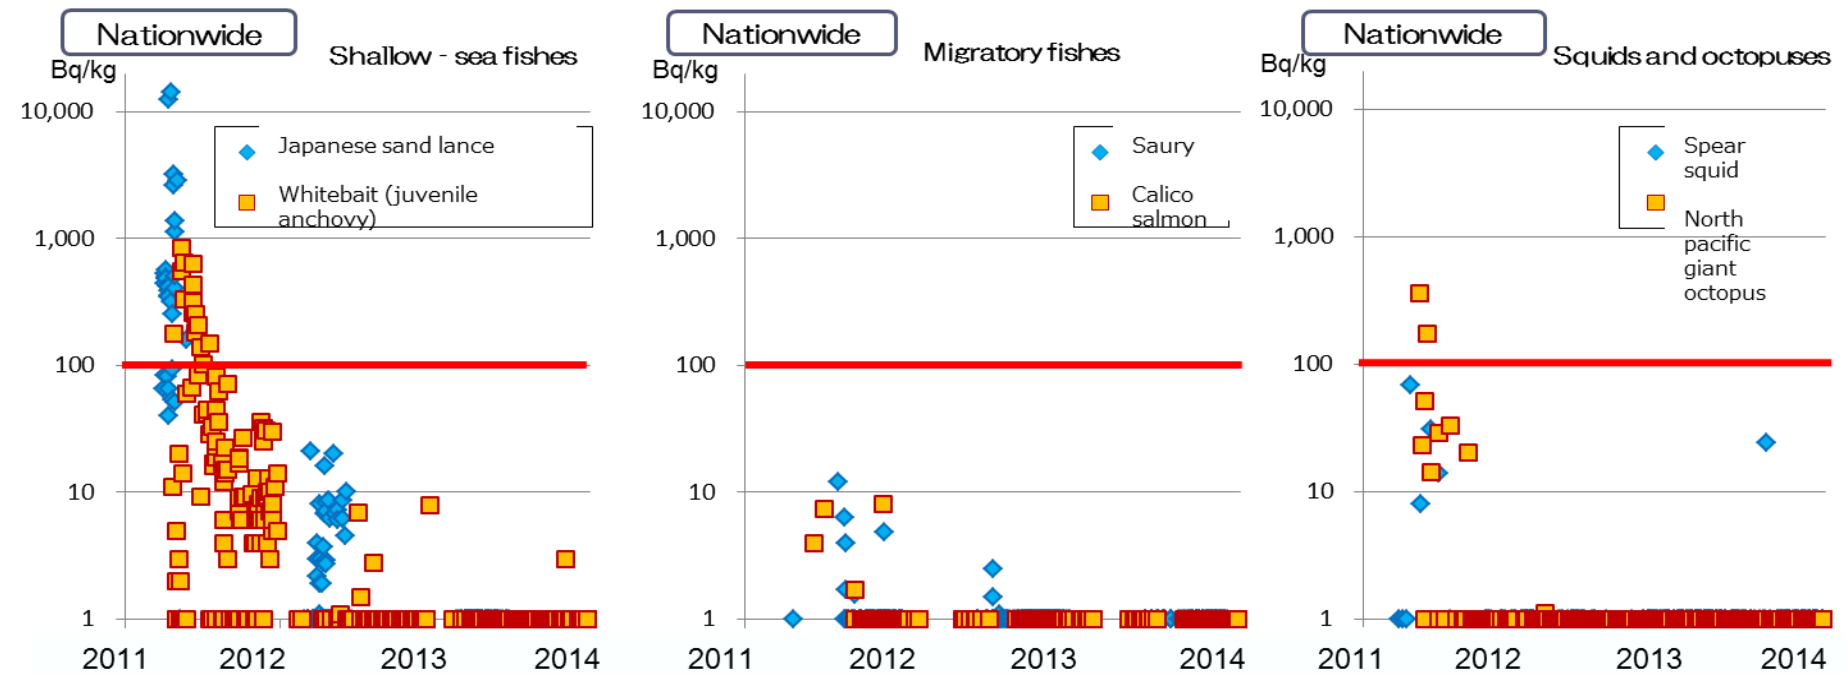 Nationwide
Shallow - sea fishes
Bq/kg
10,000
1,000
100
10
1
Japanese sand lance
Whitebait (juvenile
anchovy)
2011
2012
2013
2014
Nationwide
Migratory fishes
Bq/kg
10,000
1,000
100
10
1
Saury
Calico
salmon
2011
2012
2013
2014
Nationwide
Squids and octopuses
Bq/kg
10,000
1,000
100
10
1
Spear
squid
North
pacific
giant
octopus
2011
2012
2013
2014